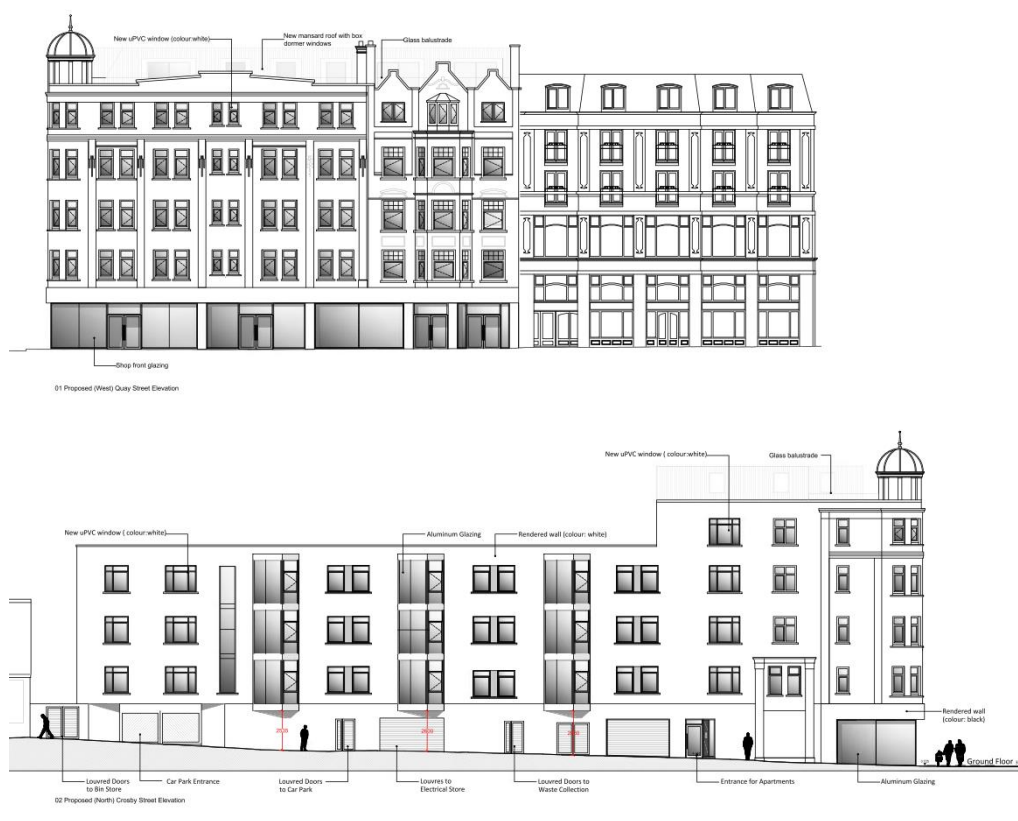 New uPVC window (colour:white)
New mansard roof with box
dormer windows
Glass balustrade
Shop front glazing
01 Proposed (West) Quay Street Elevation
New uPVC window ( colour:white)
Glass balustrade
New uPVC window ( colour:white)
Aluminum Glazing
Rendered wall (colour: white)
Rendered wall
(colour: black)
Ground Floor
Louvred Doors
to Bin Store
Car Park Entrance
Louvred Doors
to Car Park
Louvres to
Electrical Store
Louvred Doors to
Waste Collection
Entrance for Apartments
Aluminum Glazing
02 Proposed (North) Crosby Street Elevation